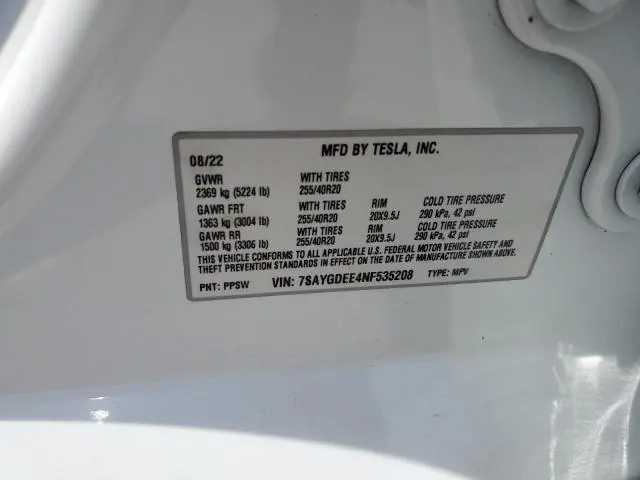 MFD BY TESLA, INC.
08/22
GVWR WITH TIRES
2369 kg (5224 lb) 255/40R20
GAWR FRT WITH TIRES RIM COLD TIRE PRESSURE
1363 kg (3004 lb) 255/40R20 20X9.5J 290 kPa, 42 psi
GAWR RR WITH TIRES RIM COLD TIRE PRESSURE
1500 kg (3306 lb) 255/40R20 20X9.5J 290 kPa, 42 psi
THIS VEHICLE CONFORMS TO ALL APPLICABLE U.S. FEDERAL MOTOR VEHICLE SAFETY AND
THEFT PREVENTION STANDARDS IN EFFECT ON THE DATE OF MANUFACTURE SHOWN ABOVE.
PNT: PPSW VIN: 7SAYGDEE4NF535208 TYPE: MPV